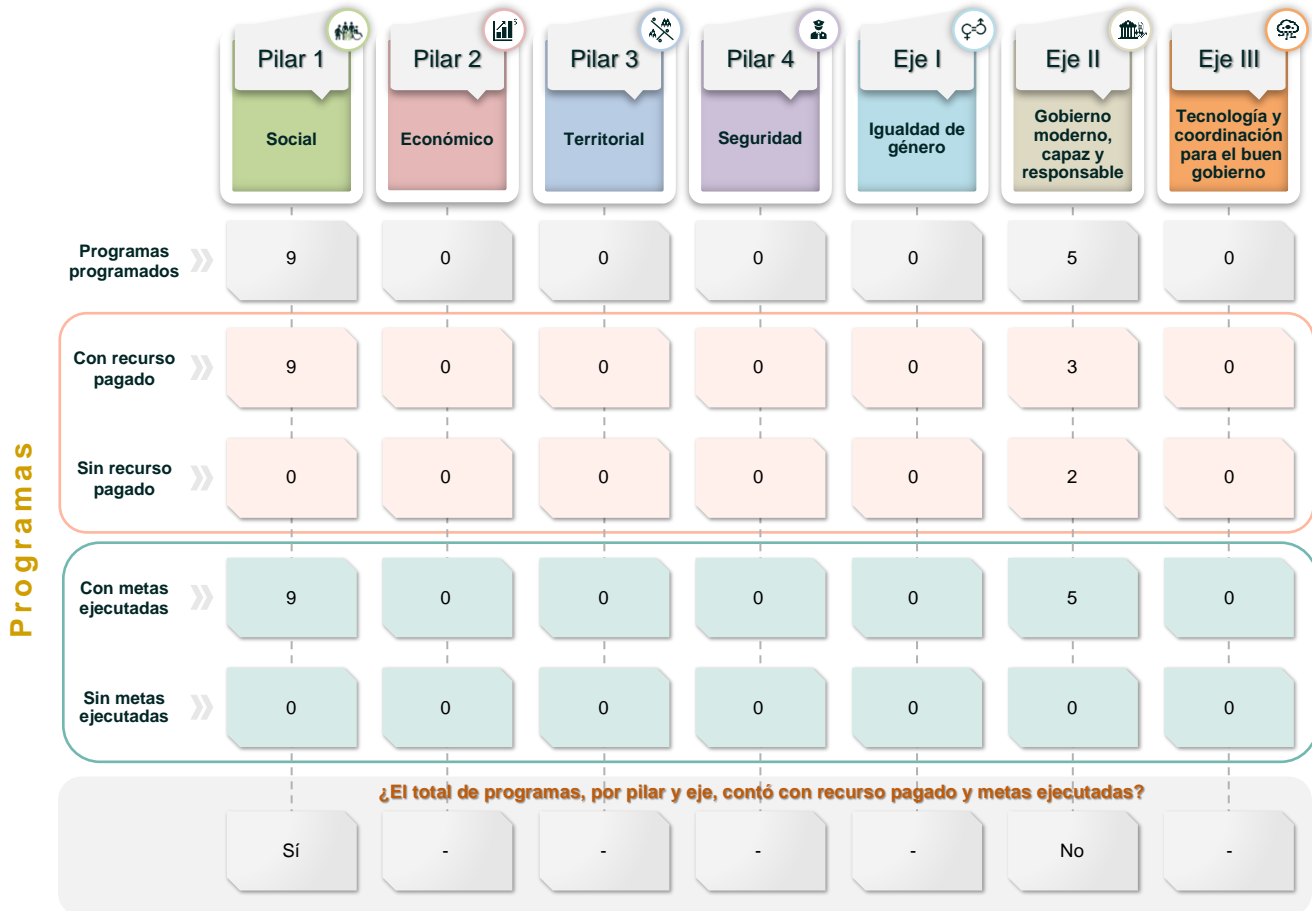 Pilar 1
Pilar 2
Pilar 3
Pilar 4
Eje I
Eje II
Eje III
Social
Económico
Territorial
Seguridad
Igualdad de
género
Gobierno
moderno,
capaz y
responsable
Tecnología y
coordinación
para el buen
gobierno
Programas
Programas
programados
9 0 0 0 0 5 0
Con recurso
pagado
9 0 0 0 0 3 0
Sin recurso
pagado
0 0 0 0 0 2 0
Con metas
ejecutadas
9 0 0 0 0 5 0
Sin metas
ejecutadas
0 0 0 0 0 0 0
¿El total de programas, por pilar y eje, contó con recurso pagado y metas ejecutadas?
Sí - - - - No -